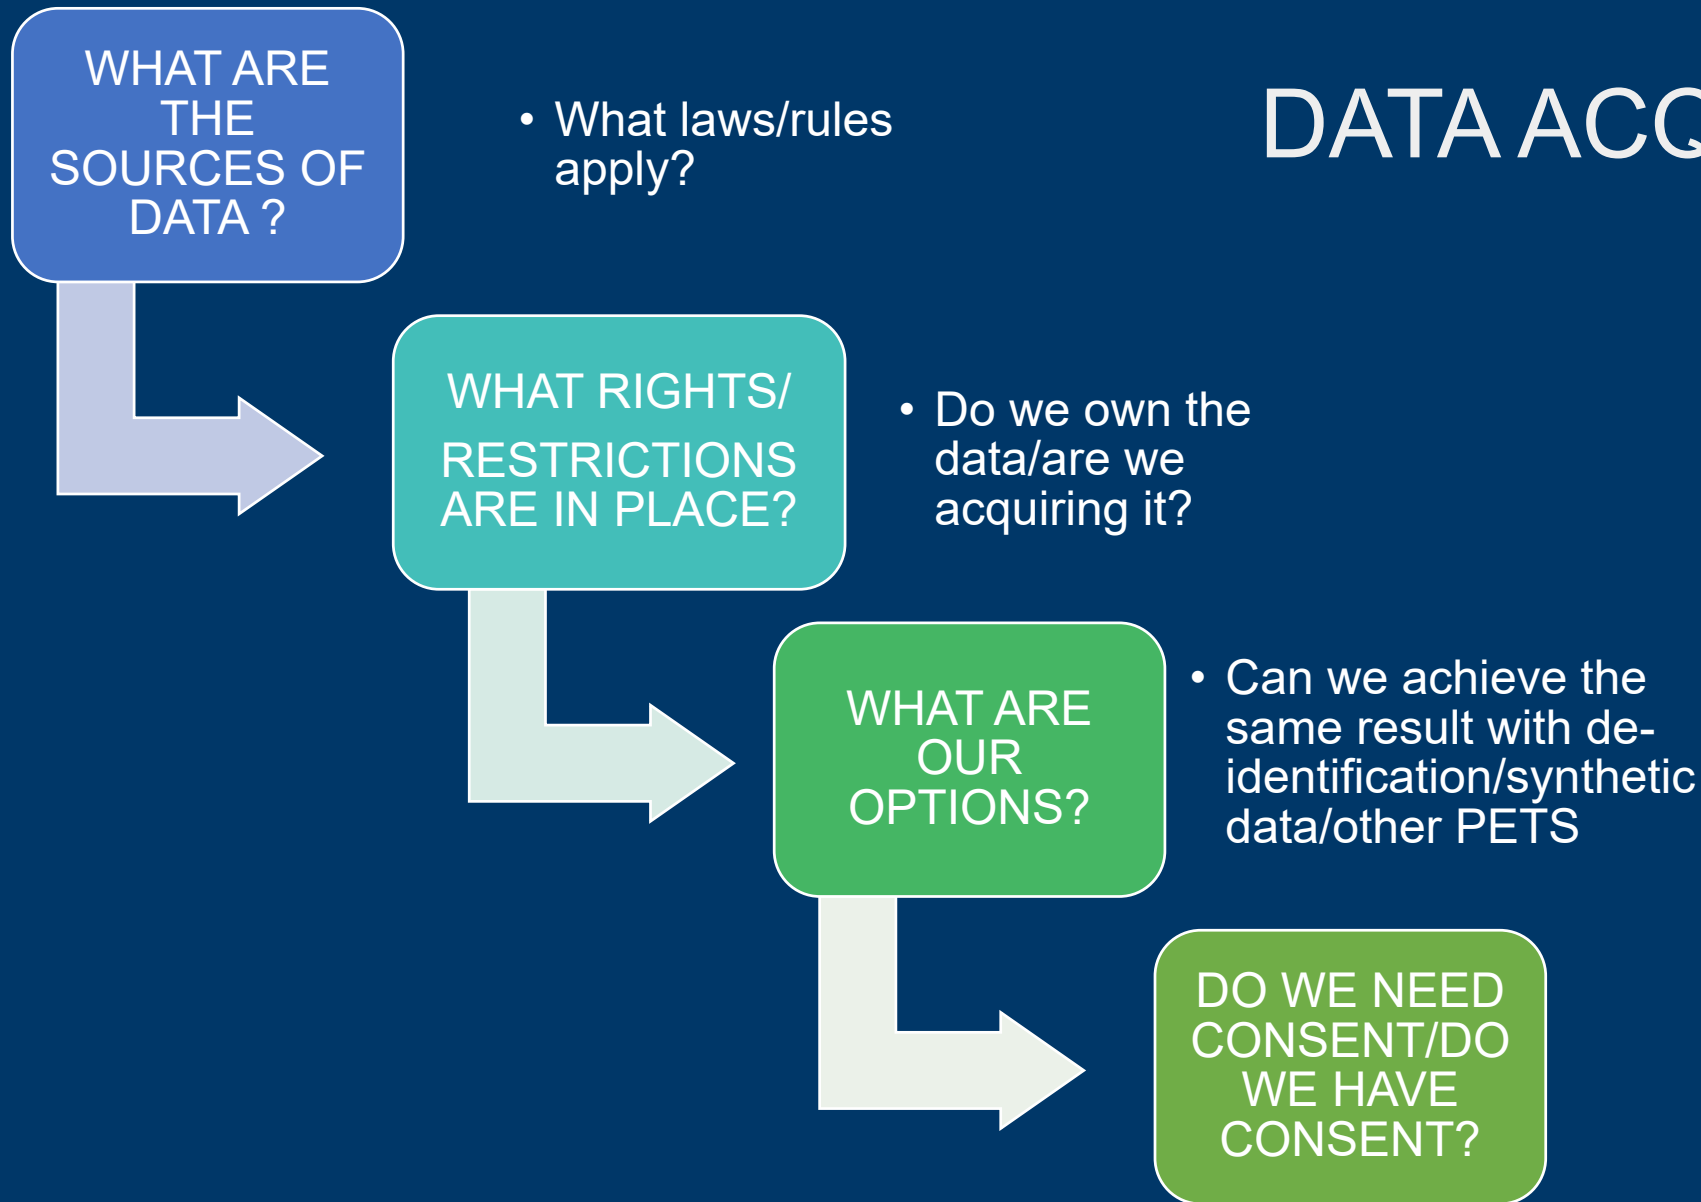 WHAT ARE
THE
SOURCES OF
DATA ?
• What laws/rules
apply?
DATA ACQ
WHAT RIGHTS/
RESTRICTIONS
ARE IN PLACE?
• Do we own the
data/are we
acquiring it?
WHAT ARE
OUR
OPTIONS?
• Can we achieve the
same result with de-
identification/synthetic
data/other PETS
DO WE NEED
CONSENT/DO
WE HAVE
CONSENT?